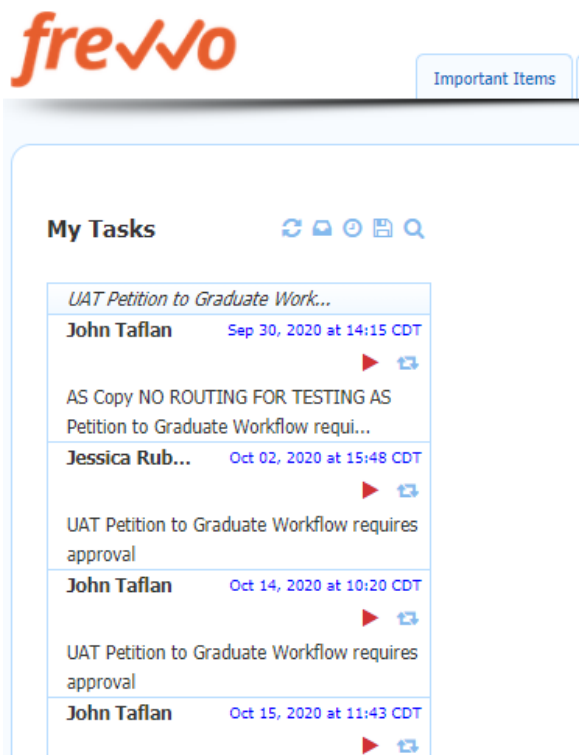 frevvo
Important Items
My Tasks
UAT Petition to Graduate Work...
John Taflan Sep 30, 2020 at 14:15 CDT
AS Copy NO ROUTING FOR TESTING AS
Petition to Graduate Workflow requi...
Jessica Rub... Oct 02, 2020 at 15:48 CDT
UAT Petition to Graduate Workflow requires
approval
John Taflan Oct 14, 2020 at 10:20 CDT
UAT Petition to Graduate Workflow requires
approval
John Taflan Oct 15, 2020 at 11:43 CDT